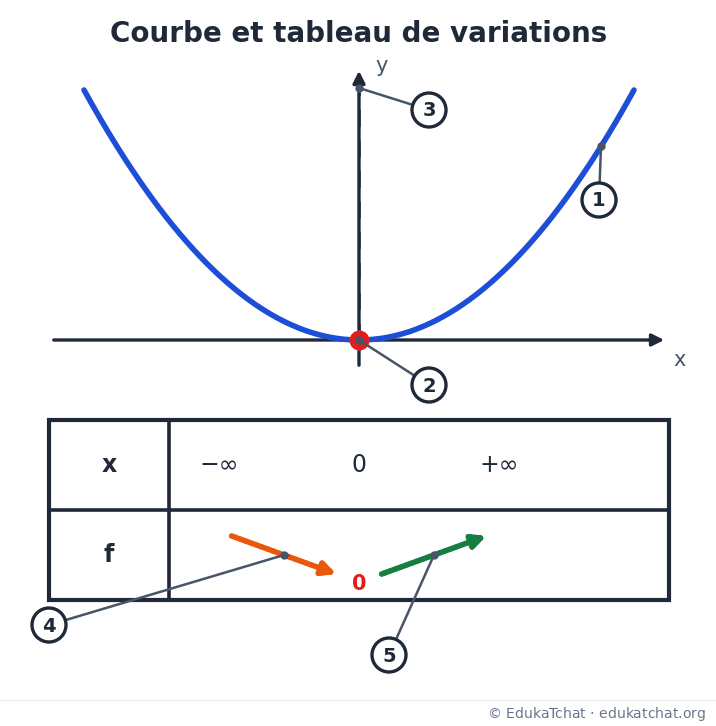 Courbe et tableau de variations
y
3
1
x
2
x −∞ 0 +∞
f 0
4
5
© EdukaTchat · edukatchat.org